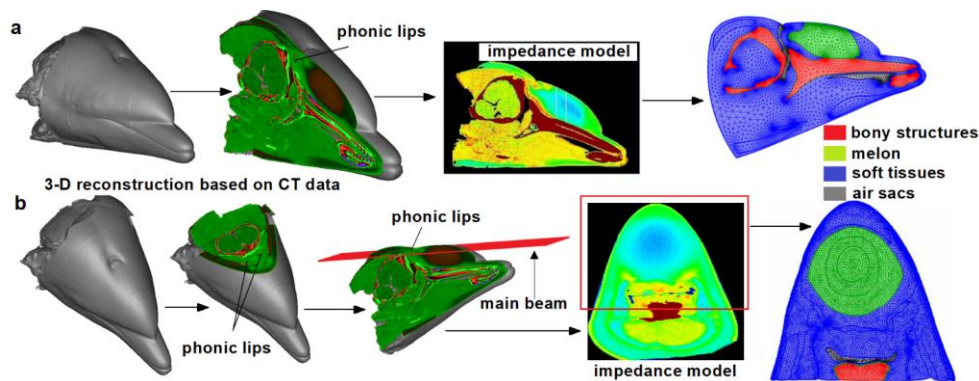 a
phonic lips
impedance model
3-D reconstruction based on CT data
bony structures
melon
soft tissues
air sacs
b
phonic lips
phonic lips
main beam
impedance model